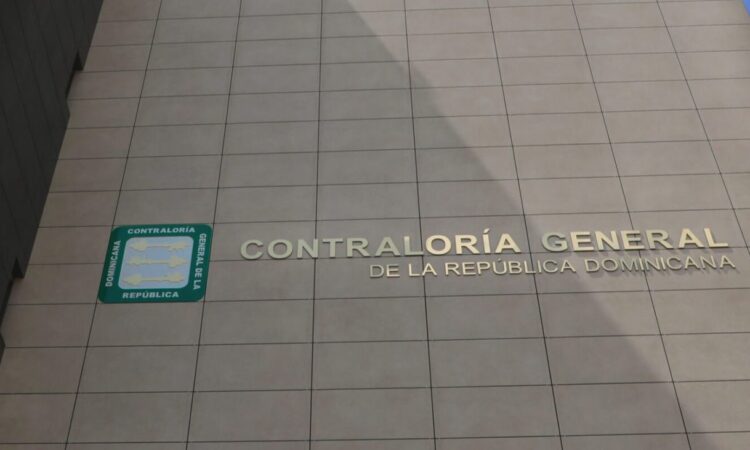 CONTRALORÍA
GENERAL DE LA
REPÚBLICA
DOMINICANA
CONTRALORÍA GENERAL
DE LA REPÚBLICA DOMINICANA